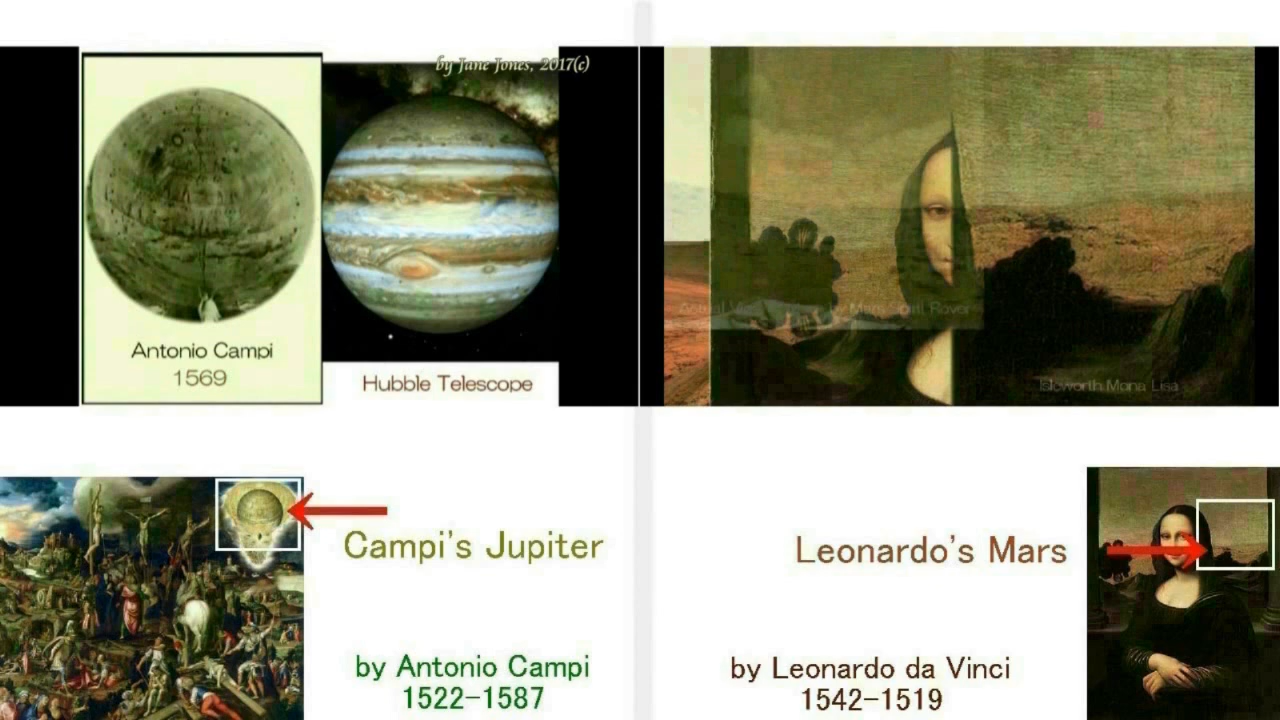 by Jane Jones, 2017(c)
Antonio Campi
1569
Hubble Telescope
Rover
Isleworth Mona Lisa
Campi's Jupiter
by Antonio Campi
1522-1587
Leonardo's Mars
by Leonardo da Vinci
1542-1519